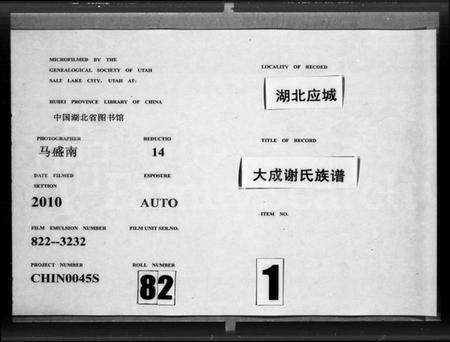 MICROFILMED BY THE
GENEALOGICAL SOCIETY OF UTAH
SALT LAKE CITY, UTAH AT:
HUBEI PROVINCE LIBRARY OF CHINA
中国湖北省图书馆
PHOTOGRAPHER
马盛南
REDUCTIO
14
DATE FILMED
SETTION
2010
EXPOSURE
AUTO
FILM EMULSION NUMBER
822--3232
FILM UNIT SER.NO.
PROJECT NUMBER
CHIN0045S
ROLL NUMBER
82
LOCALITY OF RECORD
湖北应城
TITLE OF RECORD
大成谢氏族谱
ITEM NO.
1